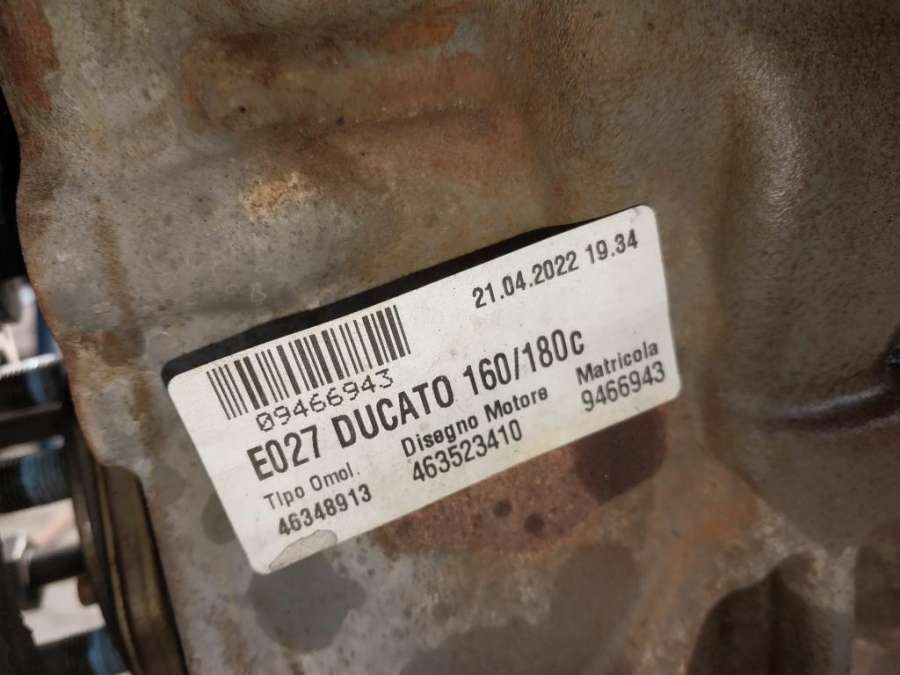 21.04.2022 19.34
09466943
E027 DUCATO 160/180c
Tipo Omol. Disegno Motore Matricola
46348913 463523410 9466943